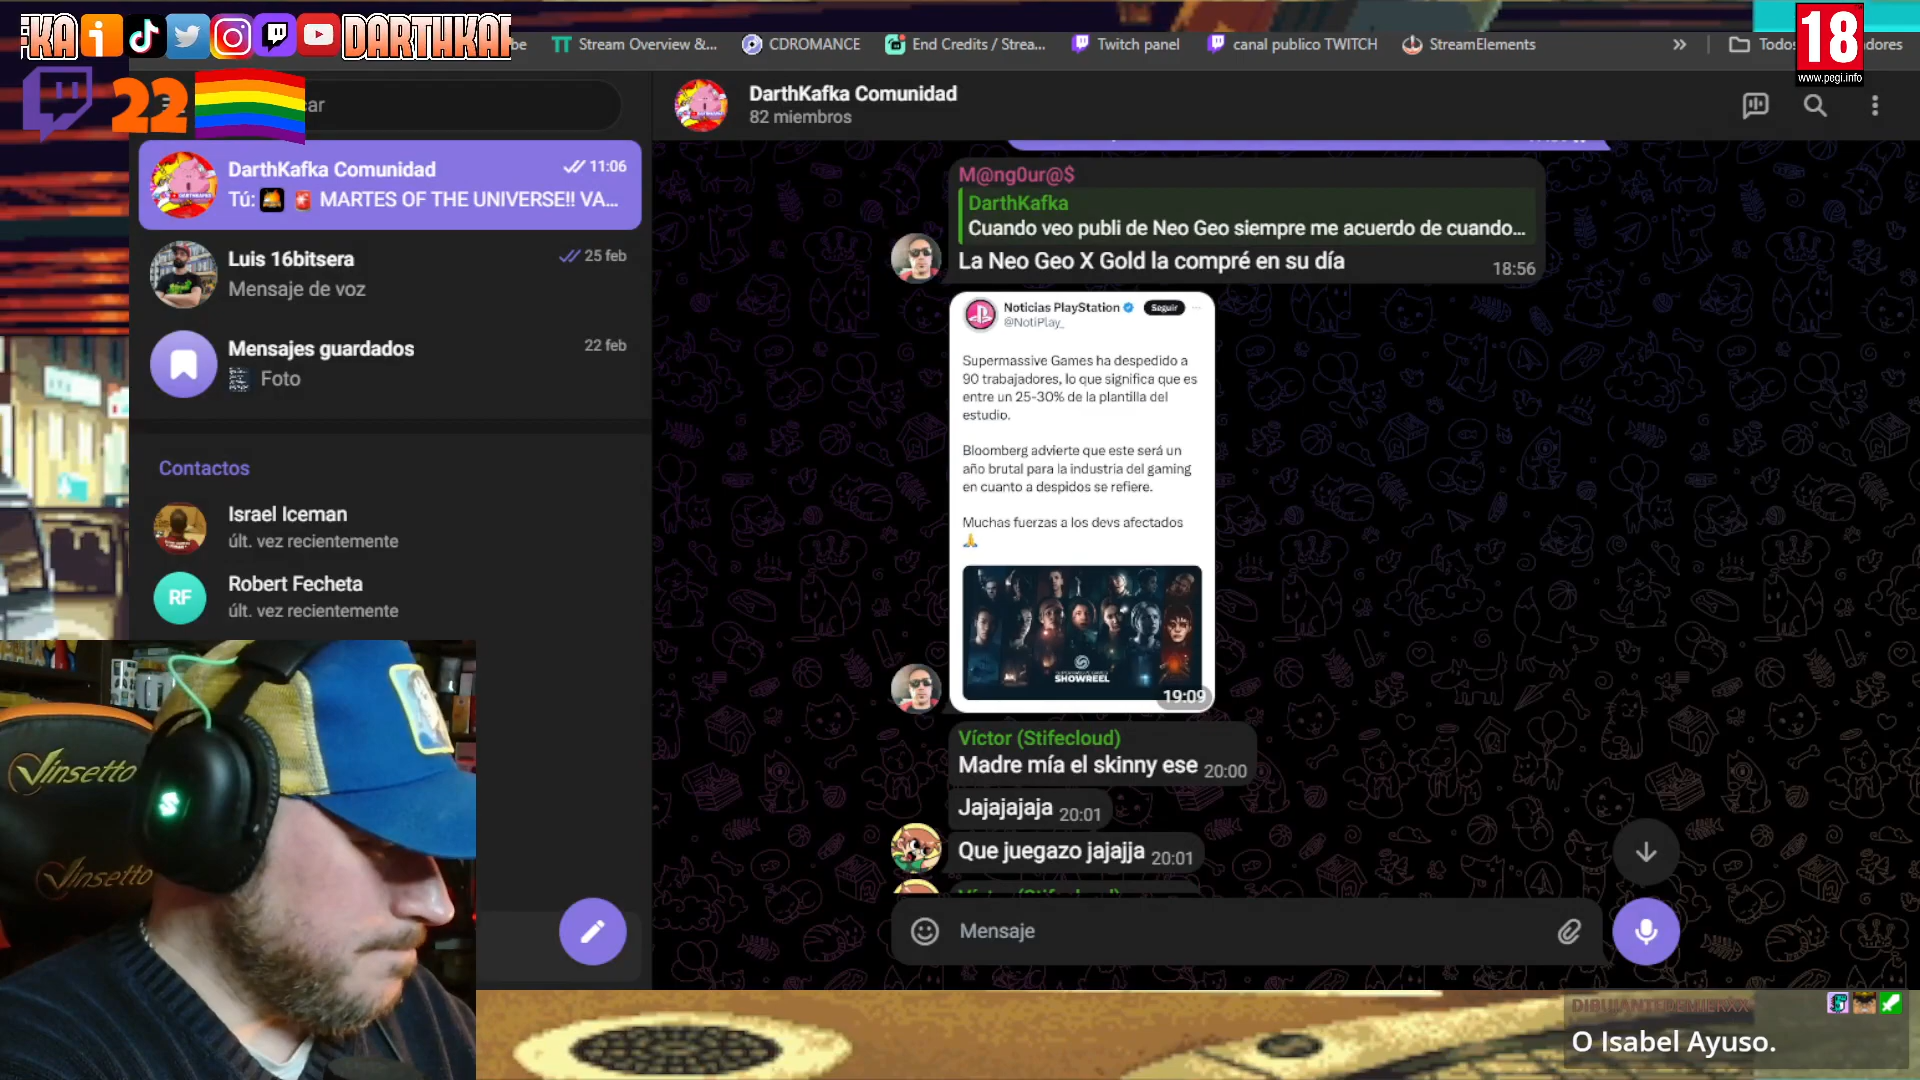 KA
DARTHKAF
be
Stream Overview &...
CDROMANCE
End Credits / Strea...
Twitch panel
canal publico TWITCH
StreamElements
»
Todos
adores
18
www.pegi.info
22
ar
DarthKafka Comunidad
82 miembros
DarthKafka Comunidad
11:06
Tú: MARTES OF THE UNIVERSE!! VA...
Luis 16bitsera
25 feb
Mensaje de voz
Mensajes guardados
22 feb
Foto
Contactos
Israel Iceman
últ. vez recientemente
RF
Robert Fecheta
últ. vez recientemente
M@ng0ur@$
DarthKafka
Cuando veo publi de Neo Geo siempre me acuerdo de cuando...
La Neo Geo X Gold la compré en su día
18:56
Noticias PlayStation
Seguir
@NotiPlay_
Supermassive Games ha despedido a
90 trabajadores, lo que significa que es
entre un 25-30% de la plantilla del
estudio.
Bloomberg advierte que este será un
año brutal para la industria del gaming
en cuanto a despidos se refiere.
Muchas fuerzas a los devs afectados
🙏
SHOWREEL
19:09
Víctor (Stifecloud)
Madre mía el skinny ese 20:00
Jajajajaja 20:01
Que juegazo jajajja 20:01
Víctor (Stifecloud)
Mensaje
Vinsetto
Vinsetto
O Isabel Ayuso.